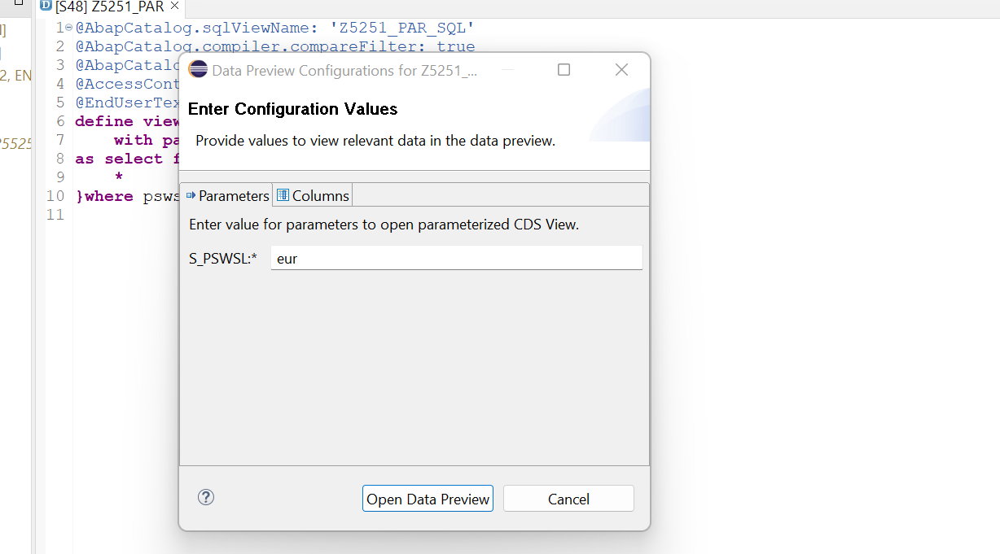 [S48] Z5251_PAR
1 @AbapCatalog.sqlViewName: 'Z5251_PAR_SQL'
2 @AbapCatalog.compiler.compareFilter: true
3 @AbapCatalo
4 @AccessCont
5 @EndUserTex
6 define view
7 with pa
8 as select f
9 *
10 }where psws
11
2, EN
25525
Data Preview Configurations for Z5251_...
Enter Configuration Values
Provide values to view relevant data in the data preview.
Parameters Columns
Enter value for parameters to open parameterized CDS View.
S_PSWSL:* eur
? Open Data Preview Cancel